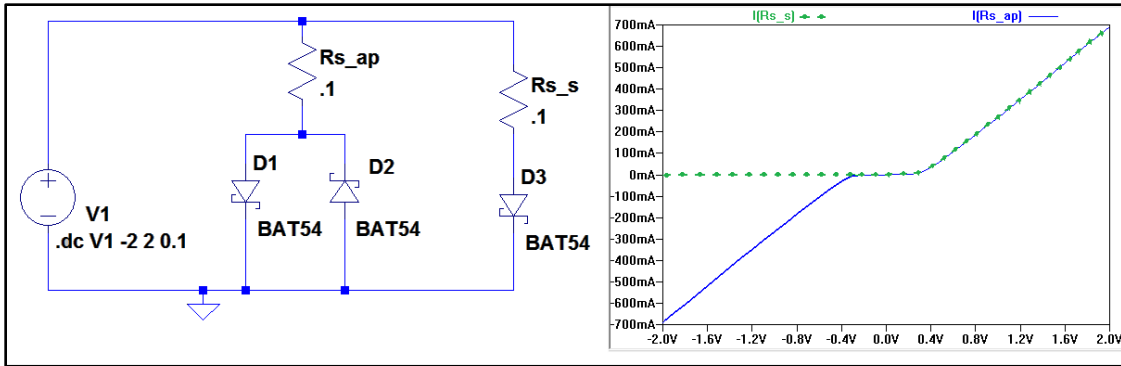 Rs_ap
.1
Rs_s
.1
D1
D2
D3
BAT54
BAT54
BAT54
V1
.dc V1 -2 2 0.1
I(Rs_s)
I(Rs_ap)
700mA
600mA
500mA
400mA
300mA
200mA
100mA
0mA
-100mA
-200mA
-300mA
-400mA
-500mA
-600mA
-700mA
-2.0V -1.6V -1.2V -0.8V -0.4V 0.0V 0.4V 0.8V 1.2V 1.6V 2.0V